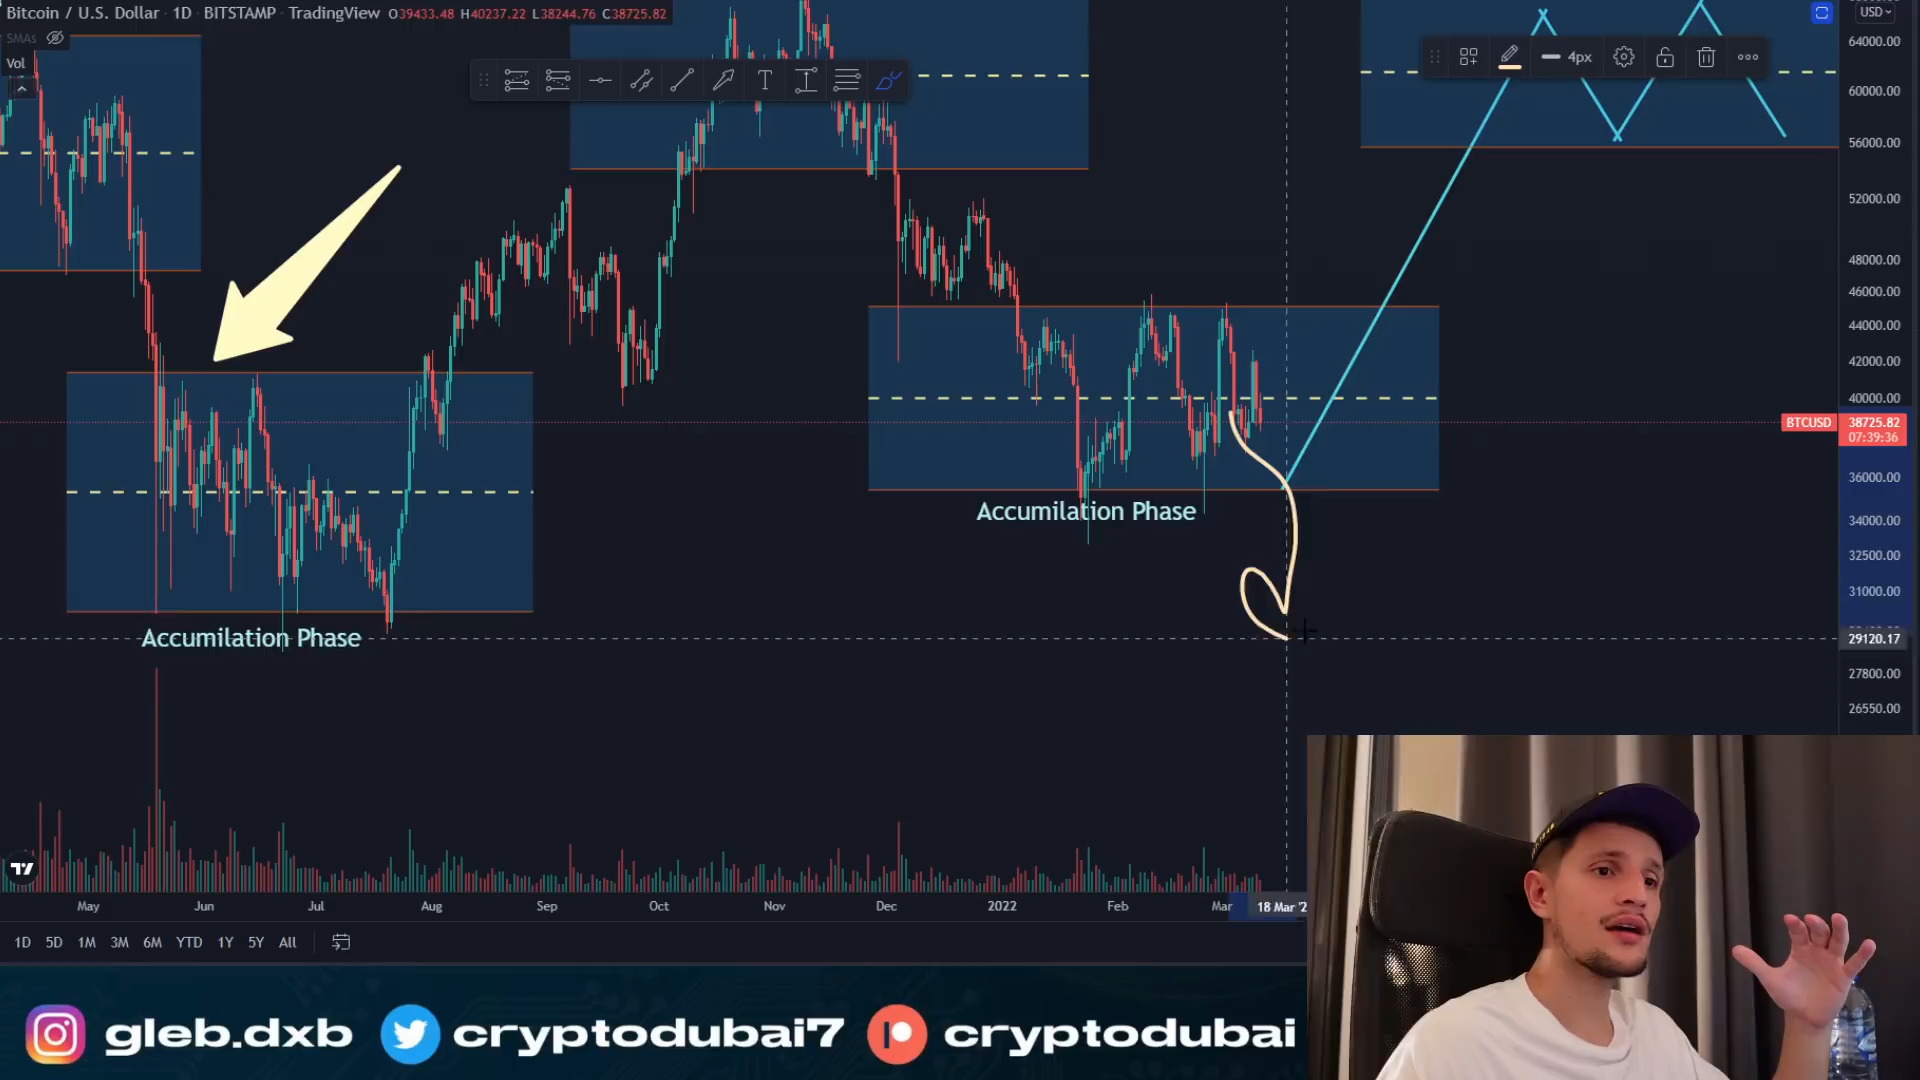 Bitcoin / U.S. Dollar · 1D · BITSTAMP · TradingView O39433.48 H40237.22 L38244.76 C38725.82
USD
SMAs
Vol
4px
64000.00
60000.00
56000.00
52000.00
48000.00
46000.00
44000.00
42000.00
40000.00
BTCUSD 38725.82
07:39:36
36000.00
34000.00
32500.00
31000.00
29120.17
27800.00
26550.00
Accumilation Phase
Accumilation Phase
May Jun Jul Aug Sep Oct Nov Dec 2022 Feb Mar 18 Mar '2
1D 5D 1M 3M 6M YTD 1Y 5Y All
gleb.dxb cryptodubai7 cryptodubai